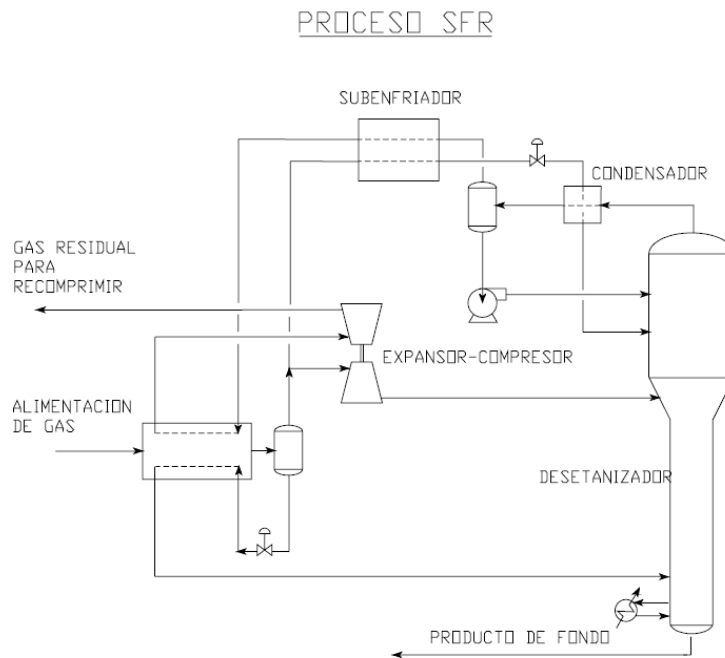 PROCESO SFR
SUBENFRIADOR
CONDENSADOR
GAS RESIDUAL
PARA
RECOMPRIMIR
EXPANSOR-COMPRESOR
ALIMENTACION
DE GAS
DESETANIZADOR
PRODUCTO DE FONDO